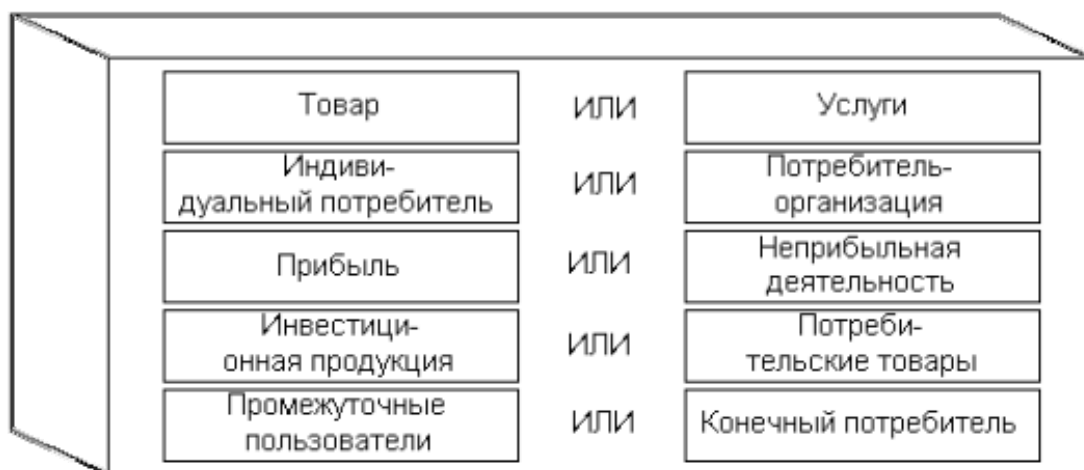 Товар ИЛИ Услуги
Индиви- ИЛИ Потребитель-
дуальный потребитель организация
Прибыль ИЛИ Неприбыльная
деятельность
Инвестици- ИЛИ Потреби-
онная продукция тельские товары
Промежуточные ИЛИ Конечный потребитель
пользователи